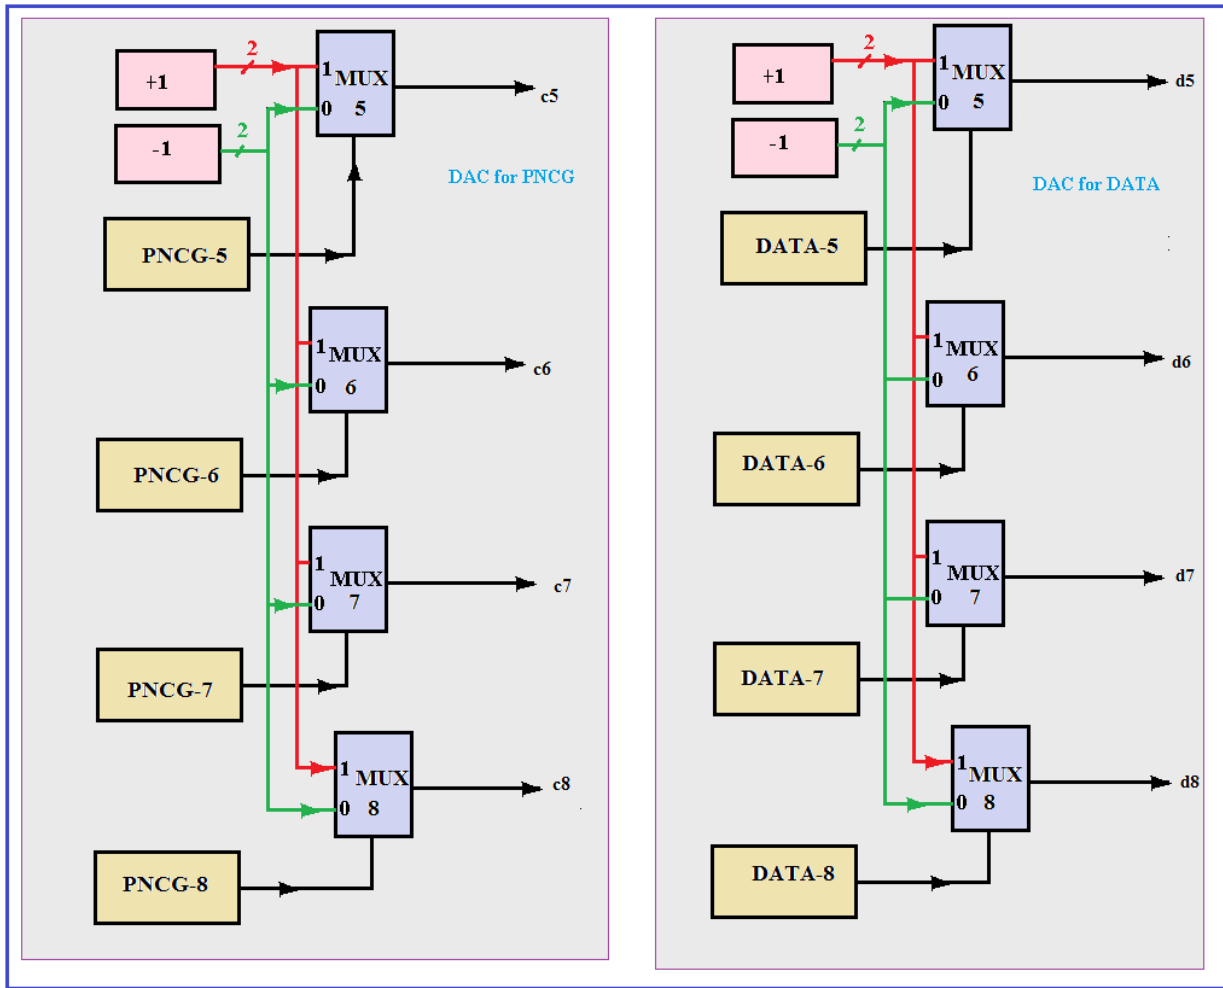 2
+1
1
MUX
0
5
c5
2
-1
DAC for PNCG
PNCG-5
1
MUX
0
6
c6
PNCG-6
1
MUX
0
7
c7
PNCG-7
1
MUX
0
8
c8
PNCG-8
2
+1
1
MUX
0
5
d5
2
-1
DAC for DATA
DATA-5
1
MUX
0
6
d6
DATA-6
1
MUX
0
7
d7
DATA-7
1
MUX
0
8
d8
DATA-8